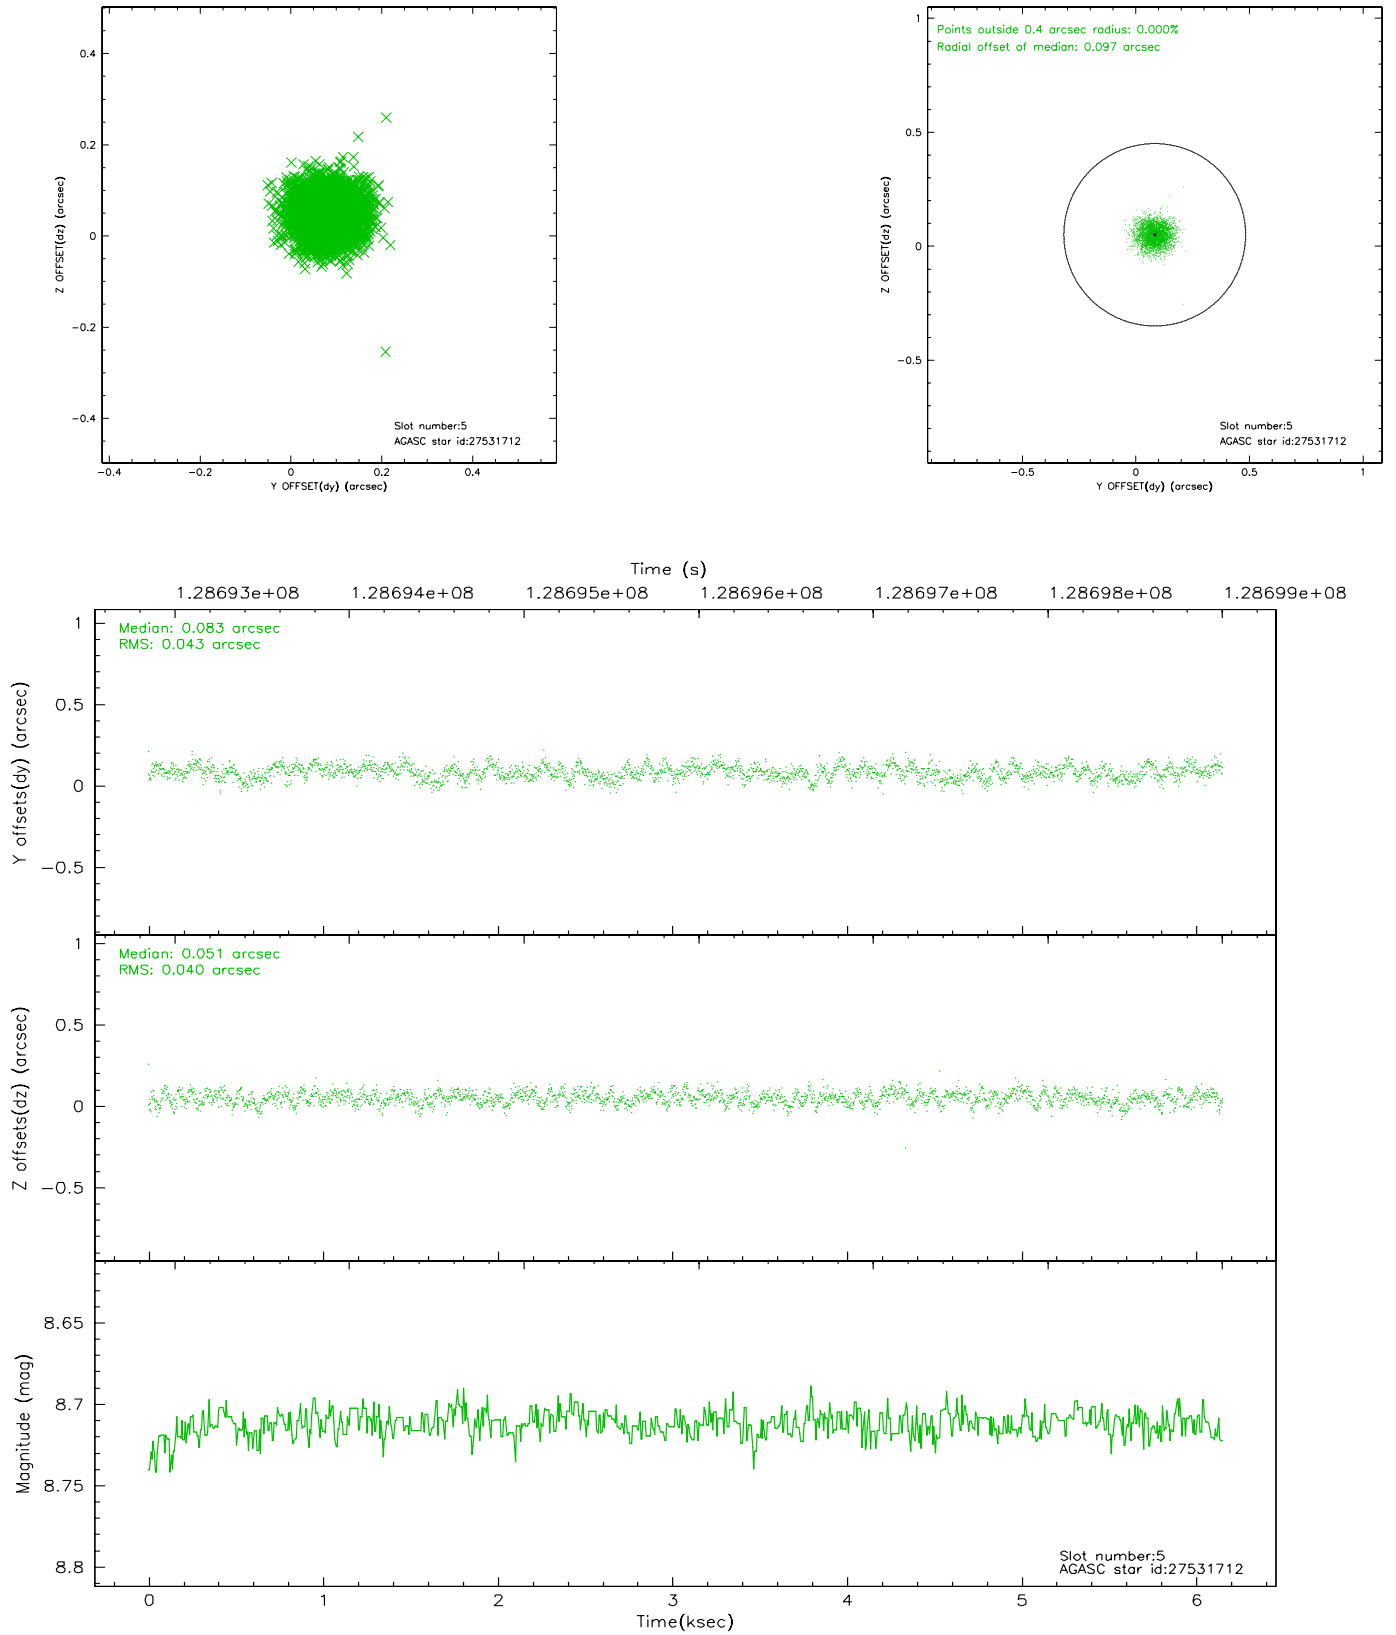 0.4
0.2
0
−0.2
−0.4
Z OFFSET(dz) (arcsec)
Slot number:5
AGASC star id:27531712
−0.4
−0.2
0
0.2
0.4
Y OFFSET(dy) (arcsec)
Points outside 0.4 arcsec radius: 0.000%
Radial offset of median: 0.097 arcsec
1
0.5
0
−0.5
Z OFFSET(dz) (arcsec)
Slot number:5
AGASC star id:27531712
−0.5
0
0.5
1
Y OFFSET(dy) (arcsec)
Time (s)
1.28693e+08
1.28694e+08
1.28695e+08
1.28696e+08
1.28697e+08
1.28698e+08
1.28699e+08
Median: 0.083 arcsec
RMS: 0.043 arcsec
1
0.5
0
−0.5
Y offsets(dy) (arcsec)
Median: 0.051 arcsec
RMS: 0.040 arcsec
1
0.5
0
−0.5
Z offsets(dz) (arcsec)
8.65
8.7
8.75
8.8
Magnitude (mag)
Slot number:5
AGASC star id:27531712
0
1
2
3
4
5
6
Time(ksec)